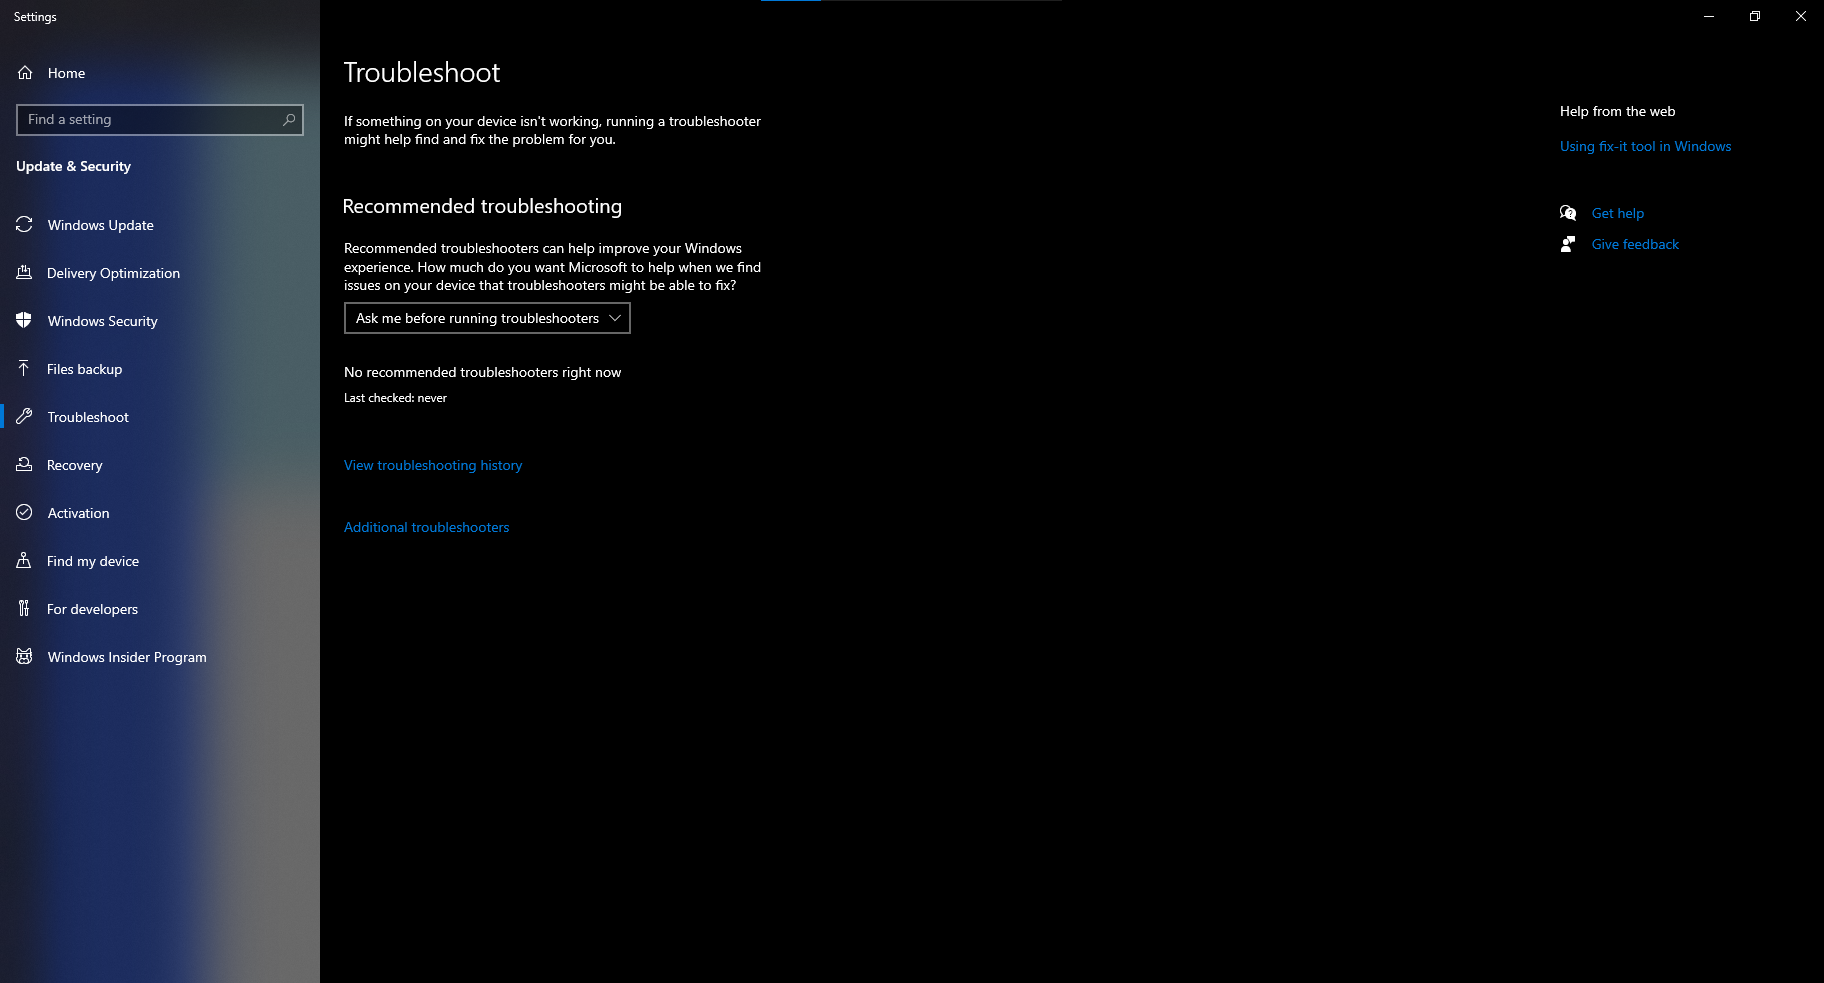 Settings
Home
Find a setting
Update & Security
Windows Update
Delivery Optimization
Windows Security
Files backup
Troubleshoot
Recovery
Activation
Find my device
For developers
Windows Insider Program
Troubleshoot
If something on your device isn't working, running a troubleshooter
might help find and fix the problem for you.
Recommended troubleshooting
Recommended troubleshooters can help improve your Windows
experience. How much do you want Microsoft to help when we find
issues on your device that troubleshooters might be able to fix?
Ask me before running troubleshooters
No recommended troubleshooters right now
Last checked: never
View troubleshooting history
Additional troubleshooters
Help from the web
Using fix-it tool in Windows
Get help
Give feedback